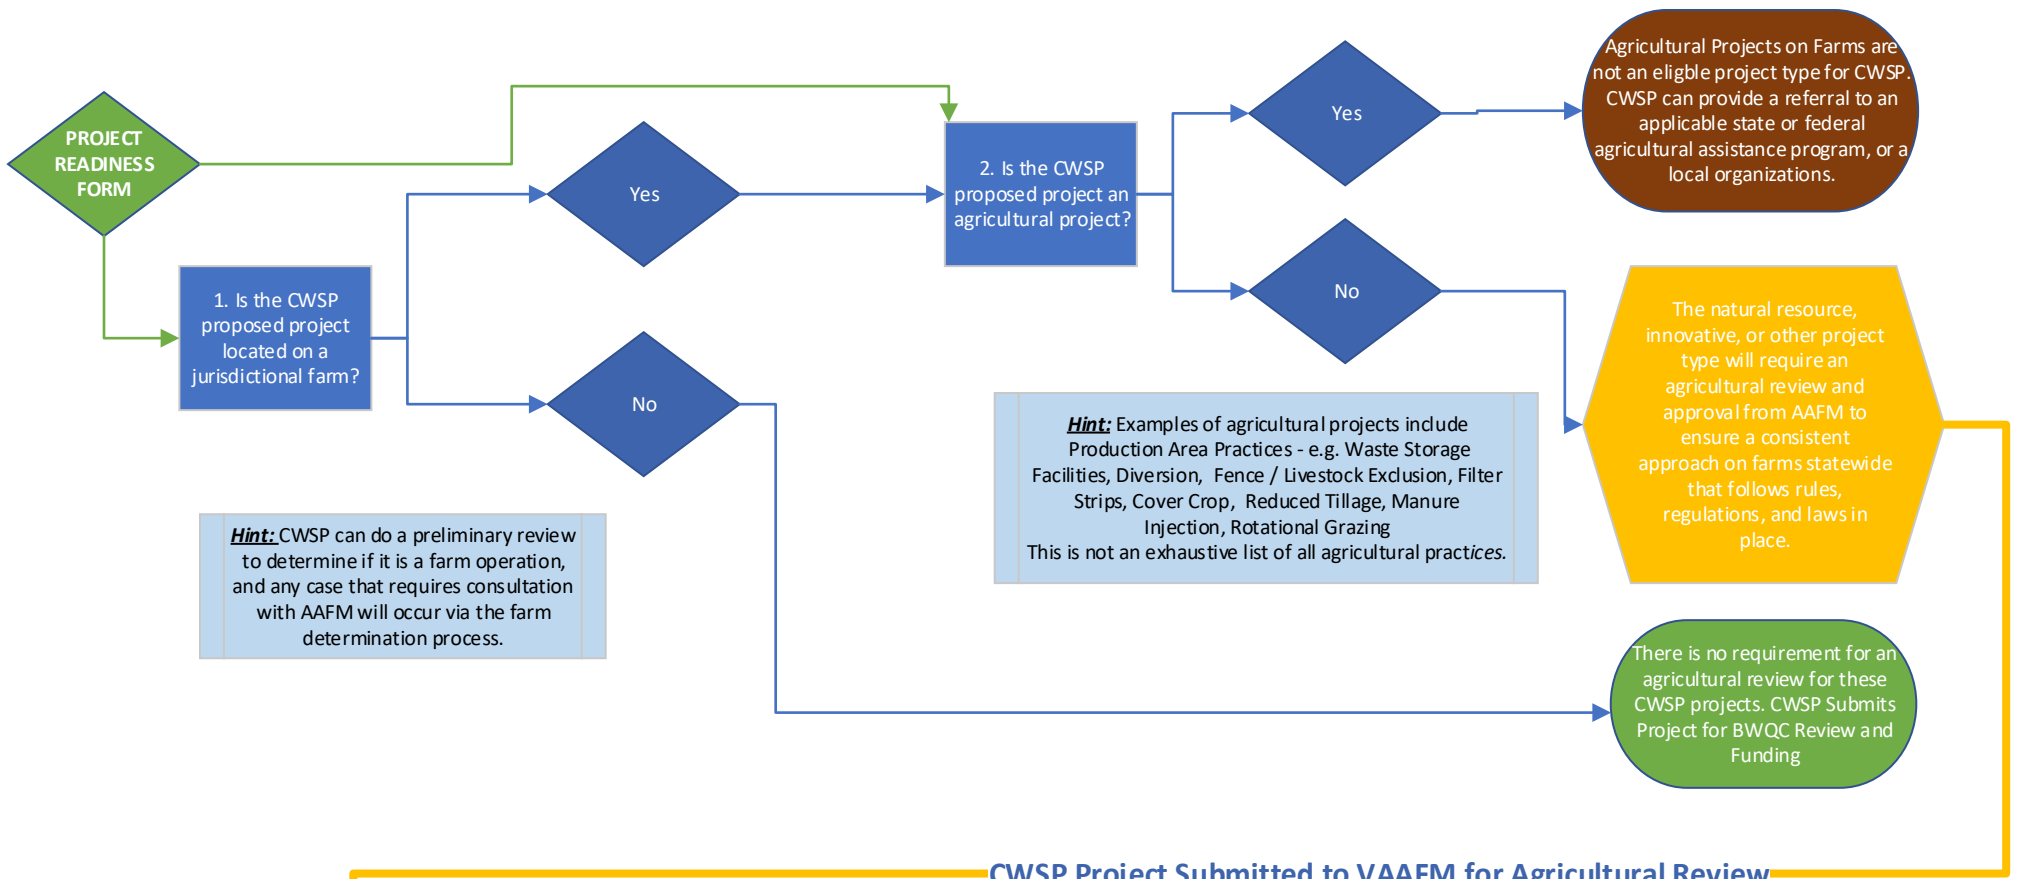 PROJECT
READINESS
FORM
1. Is the CWSP
proposed project
located on a
jurisdictional farm?
Yes
No
2. Is the CWSP
proposed project an
agricultural project?
Yes
No
Agricultural Projects on Farms are
not an eligble project type for CWSP.
CWSP can provide a referral to an
applicable state or federal
agricultural assistance program, or a
local organizations.
The natural resource,
innovative, or other project
type will require an
agricultural review and
approval from AAFM to
ensure a consistent
approach on farms statewide
that follows rules,
regulations, and laws in
place.
Hint: Examples of agricultural projects include
Production Area Practices - e.g. Waste Storage
Facilities, Diversion, Fence / Livestock Exclusion, Filter
Strips, Cover Crop, Reduced Tillage, Manure
Injection, Rotational Grazing
This is not an exhaustive list of all agricultural practices.
Hint: CWSP can do a preliminary review
to determine if it is a farm operation,
and any case that requires consultation
with AAFM will occur via the farm
determination process.
There is no requirement for an
agricultural review for these
CWSP projects. CWSP Submits
Project for BWQC Review and
Funding
CWSP Project Submitted to VAAFM for Agricultural Review